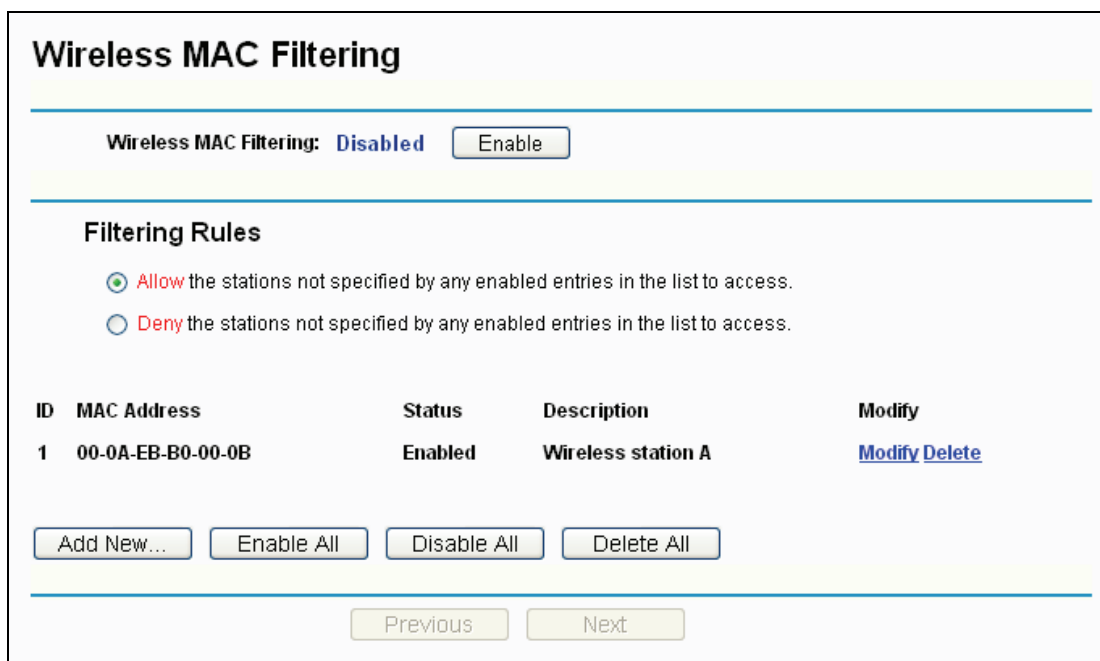 Wireless MAC Filtering
Wireless MAC Filtering: Disabled Enable
Filtering Rules
Allow the stations not specified by any enabled entries in the list to access.
Deny the stations not specified by any enabled entries in the list to access.
ID MAC Address Status Description Modify
1 00-0A-EB-B0-00-0B Enabled Wireless station A Modify Delete
Add New... Enable All Disable All Delete All
Previous Next